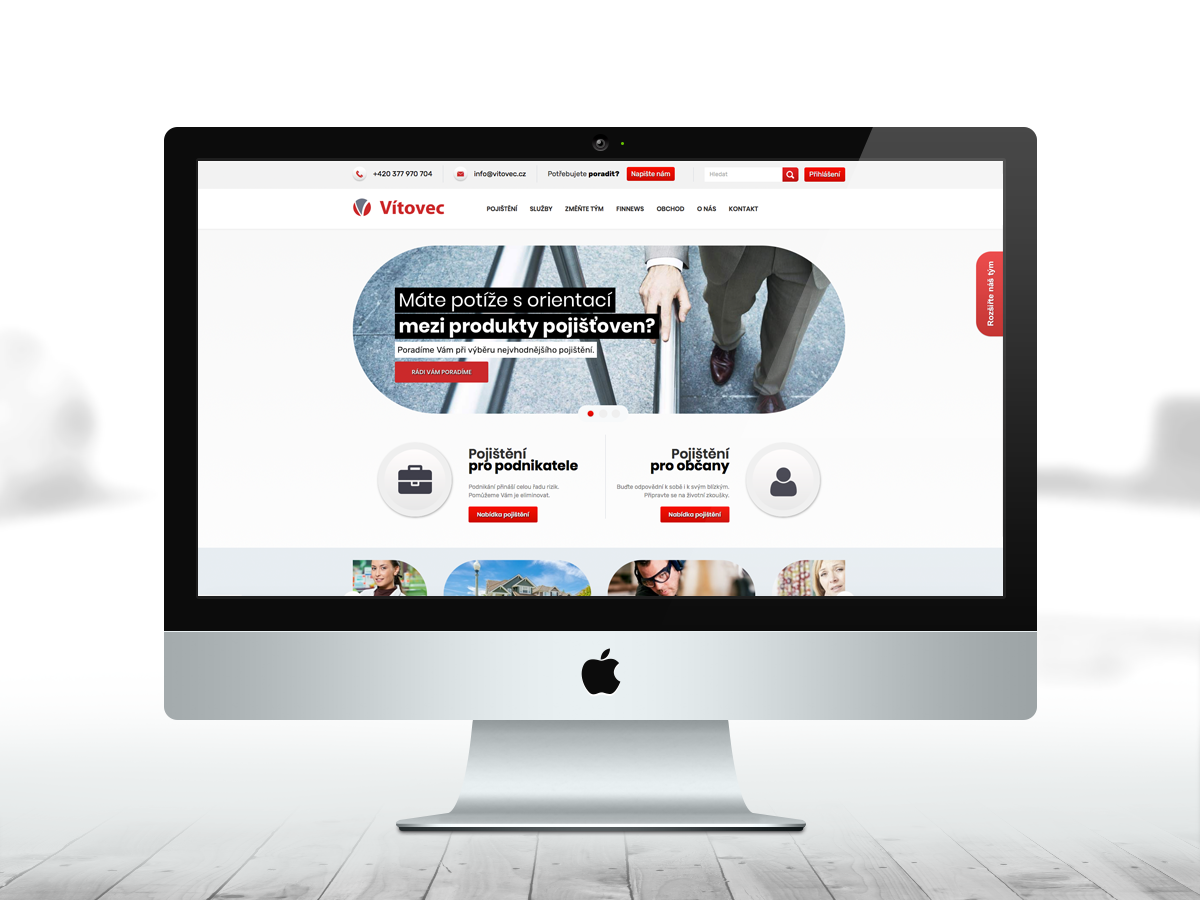 +420 377 970 704
info@vitovec.cz
Potřebujete poradit?
Napište nám
Hledat
Přihlášení
Vítovec
POJIŠTĚNÍ
SLUŽBY
ZMĚŇTE TÝM
FINNEWS
OBCHOD
O NÁS
KONTAKT
Rozšiřte náš tým
Máte potíže s orientací
mezi produkty pojišťoven?
Poradíme Vám při výběru nejvhodnějšího pojištění.
RÁDI VÁM PORADÍME
Pojištění
pro podnikatele
Podnikání přináší celou řadu rizik.
Pomůžeme Vám je eliminovat.
Nabídka pojištění
Pojištění
pro občany
Buďte odpovědní k sobě i k svým blízkým.
Připravte se na životní zkoušky.
Nabídka pojištění